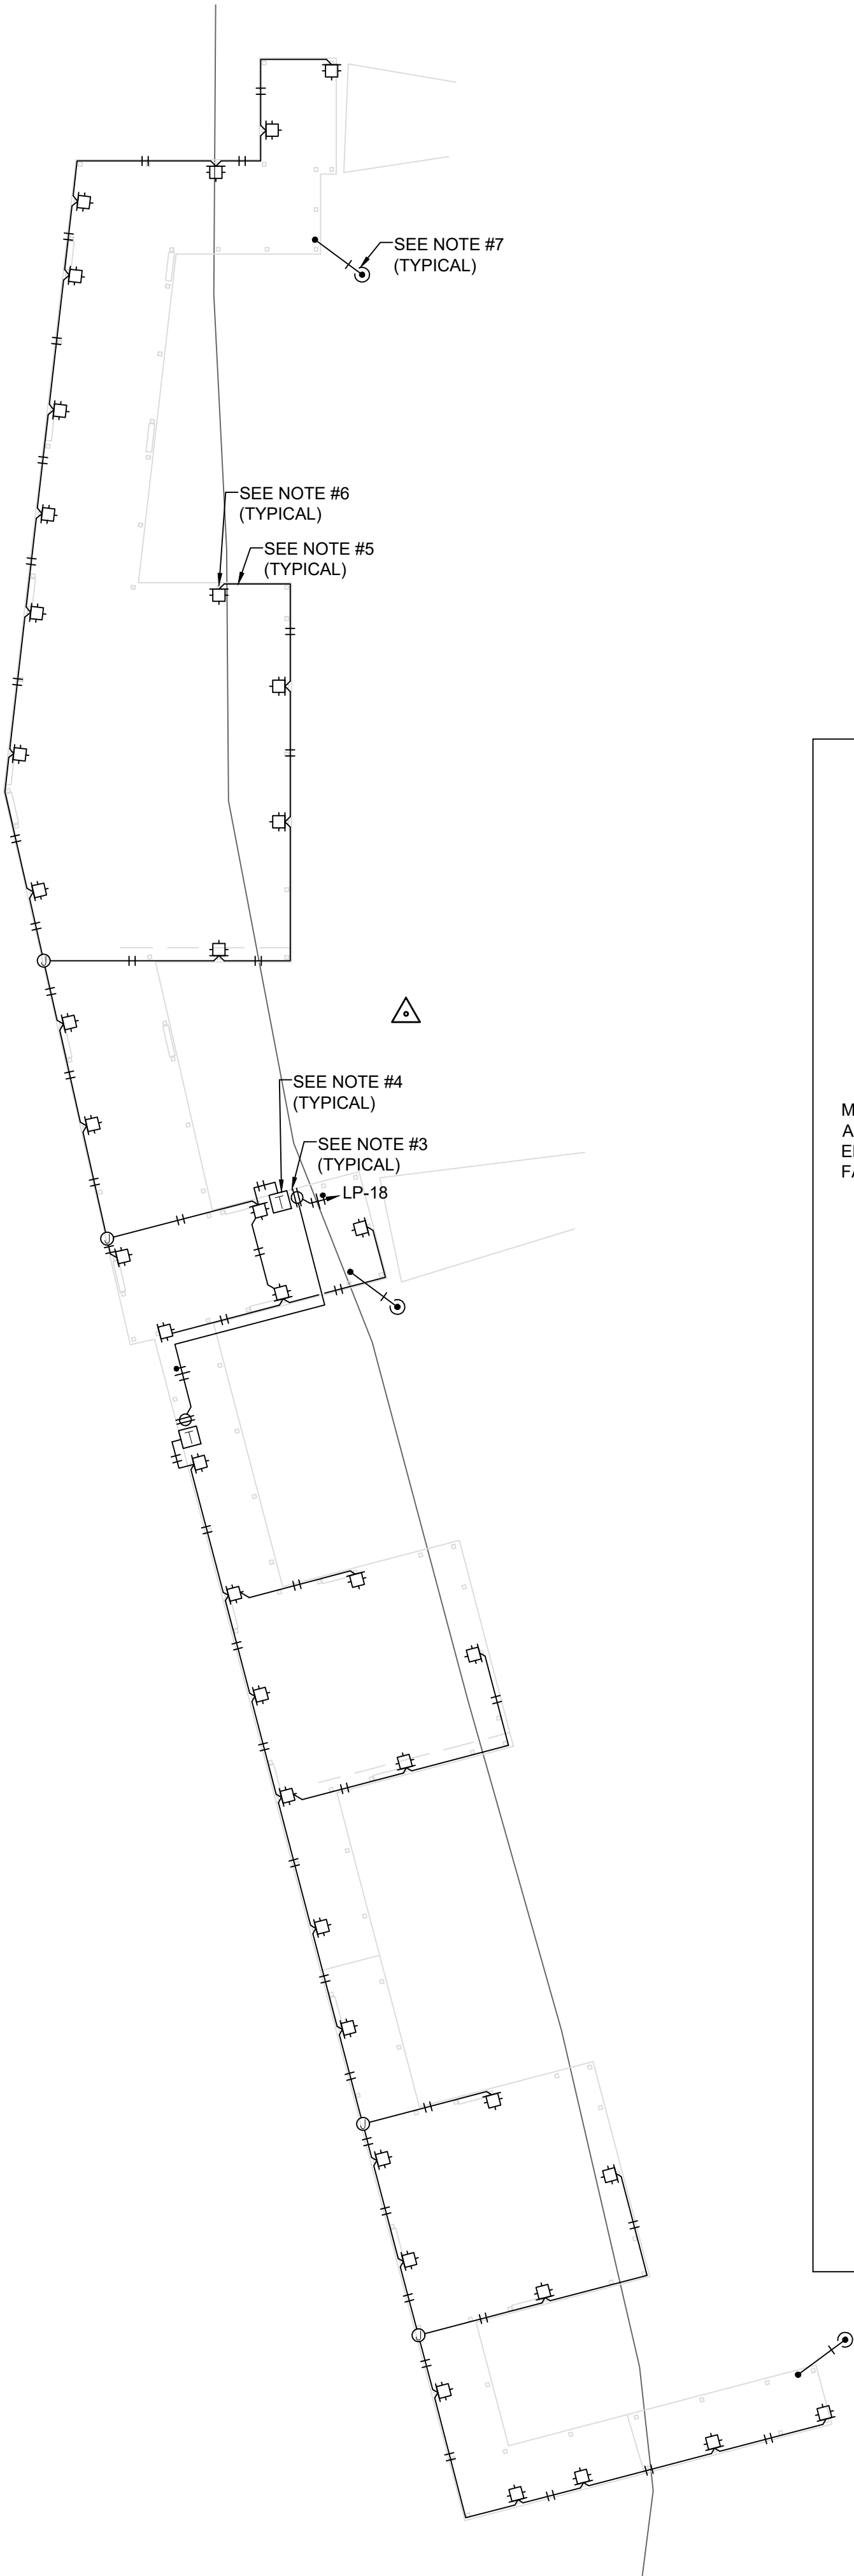 SEE NOTE #7
(TYPICAL)
SEE NOTE #6
(TYPICAL)
SEE NOTE #5
(TYPICAL)
SEE NOTE #4
(TYPICAL)
SEE NOTE #3
(TYPICAL)
LP-18
J
J
T
T
J
J